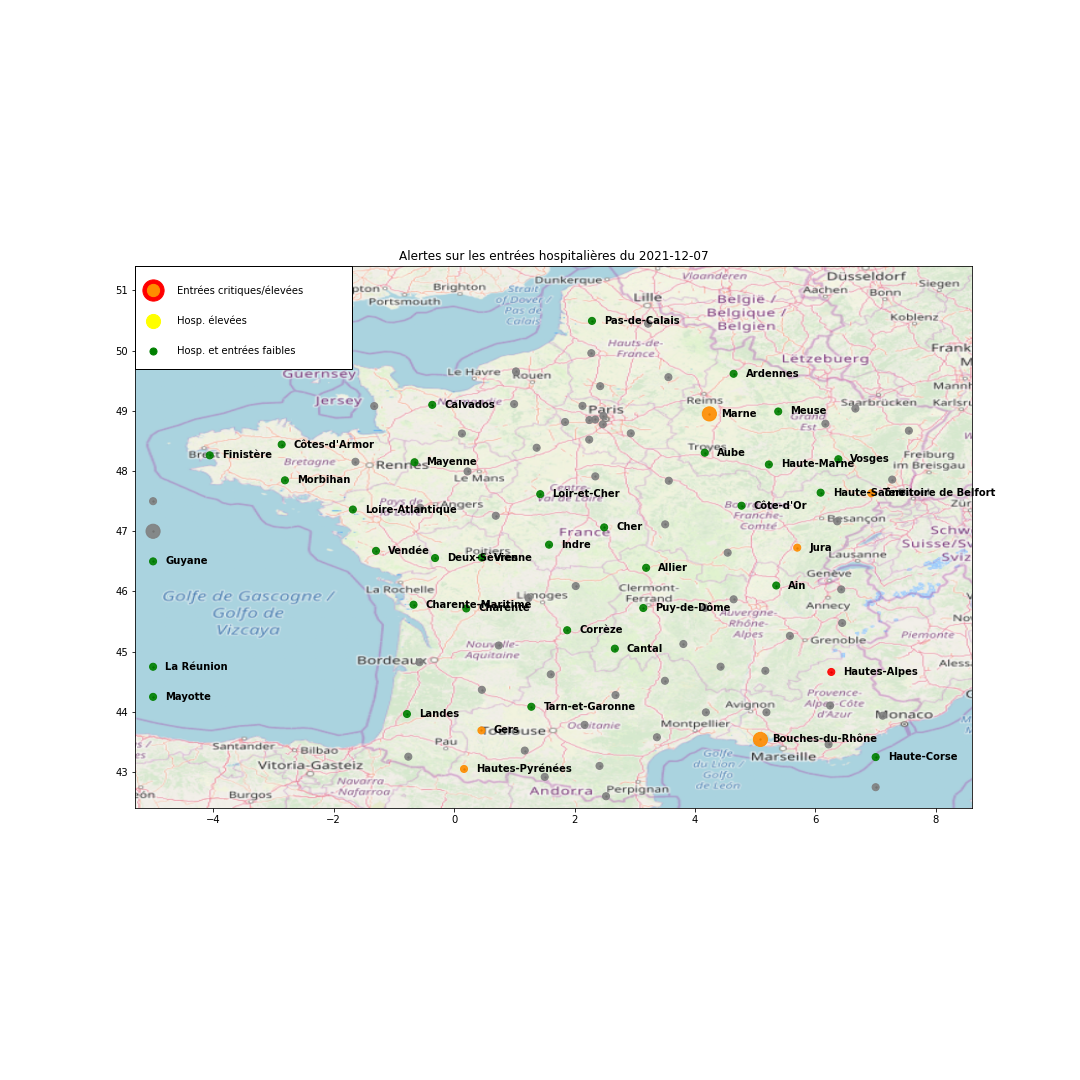 Alertes sur les entrées hospitalières du 2021-12-07
Entrées critiques/élevées
Hosp. élevées
Hosp. et entrées faibles
51
50
49
48
47
46
45
44
43
−4
−2
0
2
4
6
8
Brighton
Portsmouth
Strait
of Dover /
Pas de
Calais
Dunkerque
Lille
Vlaanderen
België /
Belgique /
Belgien
Düsseldorf
Aachen
Bonn
Siegen
Koblenz
Pas-de-Calais
Hauts-de-
France
Lëtzebuerg
Ardennes
Guernsey
Jersey
Le Havre
Rouen
Calvados
Paris
Reims
Marne
Meuse
Grand
Est
Saarbrücken
Côtes-d'Armor
Brest
Finistère
Bretagne
Rennes
Mayenne
Le Mans
Morbihan
Troyes
Aube
Haute-Marne
Vosges
Freiburg
im Breisgau
Loir-et-Cher
Centre-
Val de Loire
Haute-Saône
Territoire de Belfort
Pays de
la Loire
Angers
Loire-Atlantique
Côte-d'Or
Bourgogne-
Franche-
Comté
Besançon
Cher
France
Indre
Vendée
Poitiers
Deux-Sèvres
Vienne
Jura
Lausanne
Guyane
Allier
Genève
Ain
Annecy
La Rochelle
Limoges
Clermont-
Ferrand
Charente-Maritime
Charente
Puy-de-Dôme
Auvergne-
Rhône-
Alpes
Golfe de Gascogne /
Golfo de
Vizcaya
Corrèze
Cantal
Grenoble
Piemonte
Nouvelle-
Aquitaine
Bordeaux
La Réunion
Mayotte
Hautes-Alpes
Landes
Tarn-et-Garonne
Avignon
Provence-
Alpes-Côte
d'Azur
Monaco
Gers
Toulouse
Occitanie
Montpellier
Bouches-du-Rhône
Marseille
Pau
Hautes-Pyrénées
Haute-Corse
Golfe
du Lion /
Golfo
de León
Santander
Bilbao
Vitoria-Gasteiz
Navarra
- Nafarroa
Burgos
Andorra
Perpignan